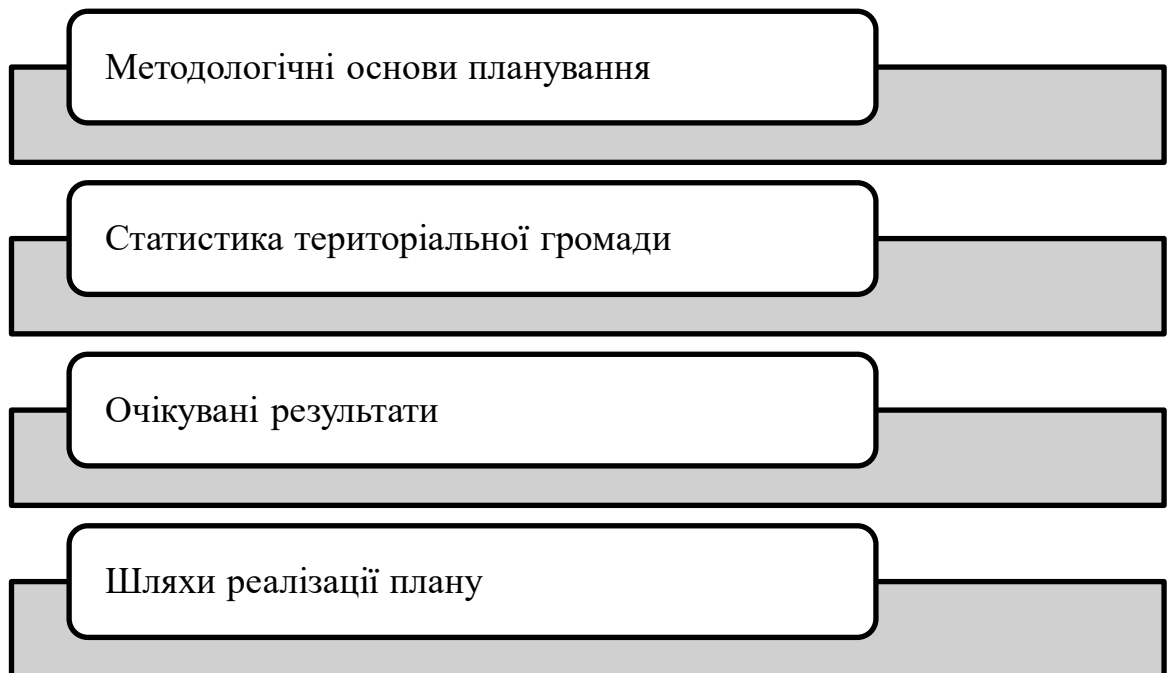 Методологічні основи планування
Статистика територіальної громади
Очікувані результати
Шляхи реалізації плану